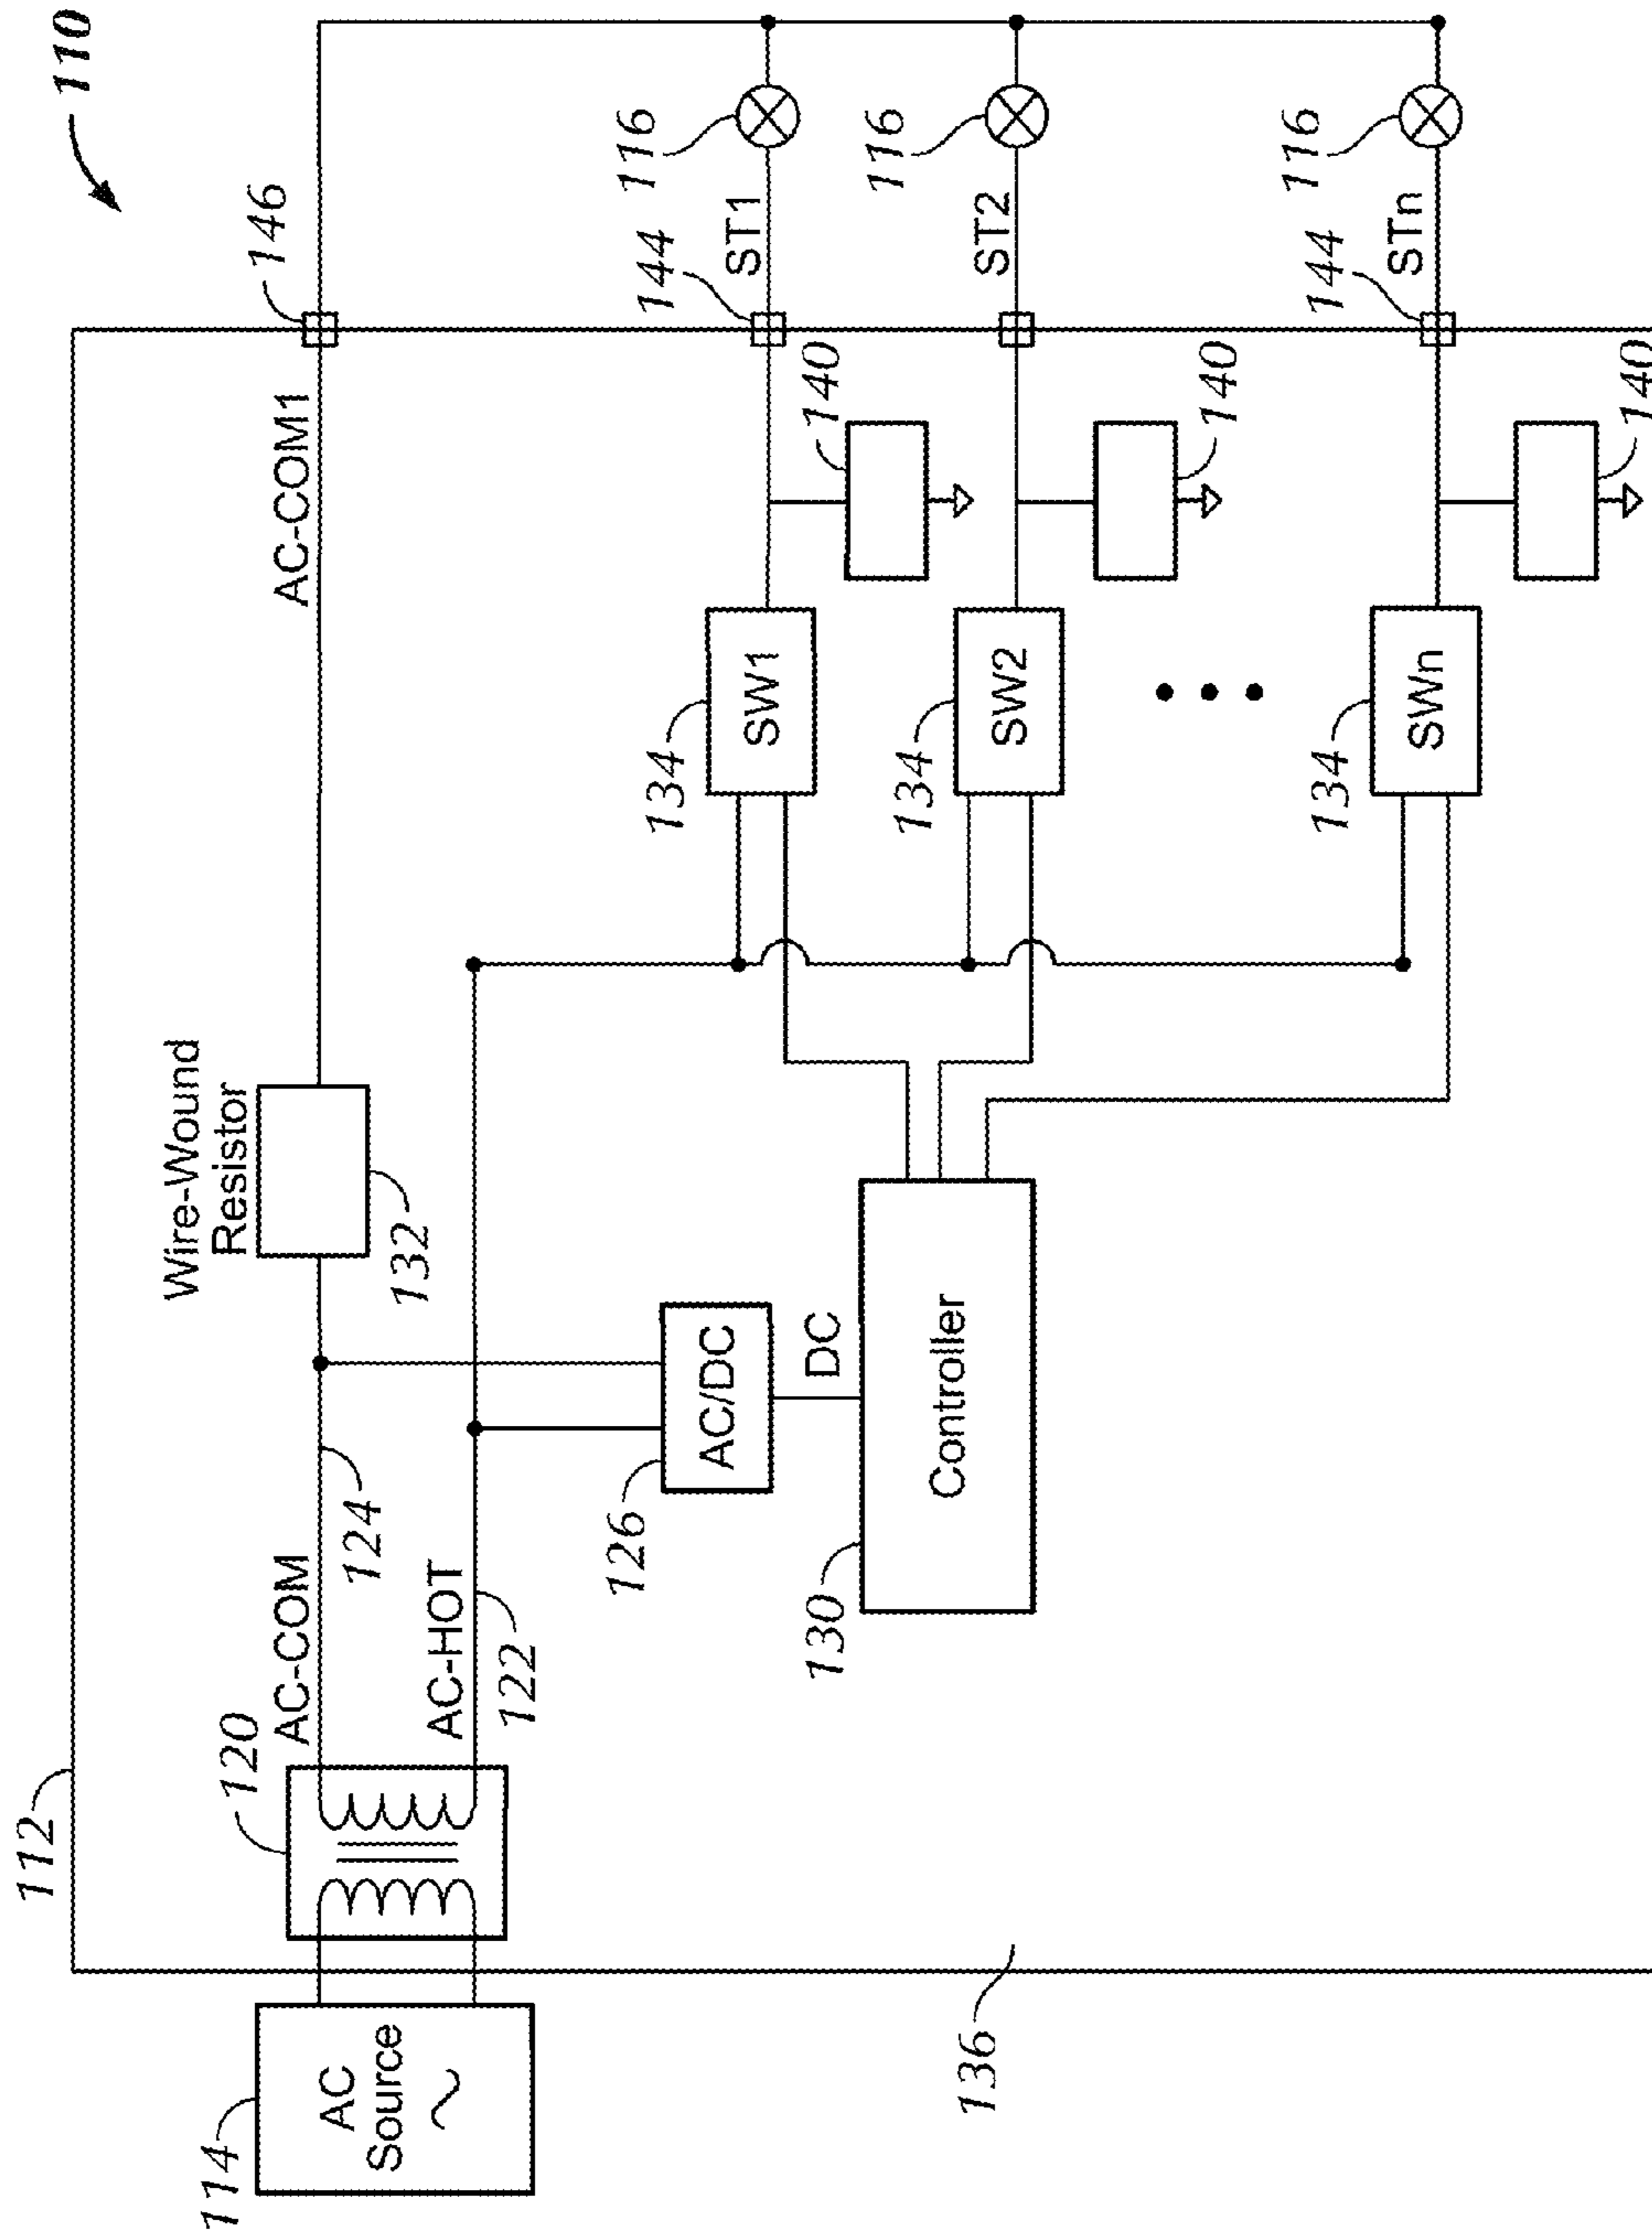 110
112
146
Wire-Wound
Resistor
AC-COM
AC-COM1
120
124
132
AC-HOT
122
114
AC
Source
116
ST1
144
126
AC/DC
134
SW1
140
DC
130
Controller
116
ST2
134
SW2
140
136
116
STn
144
134
SWn
140